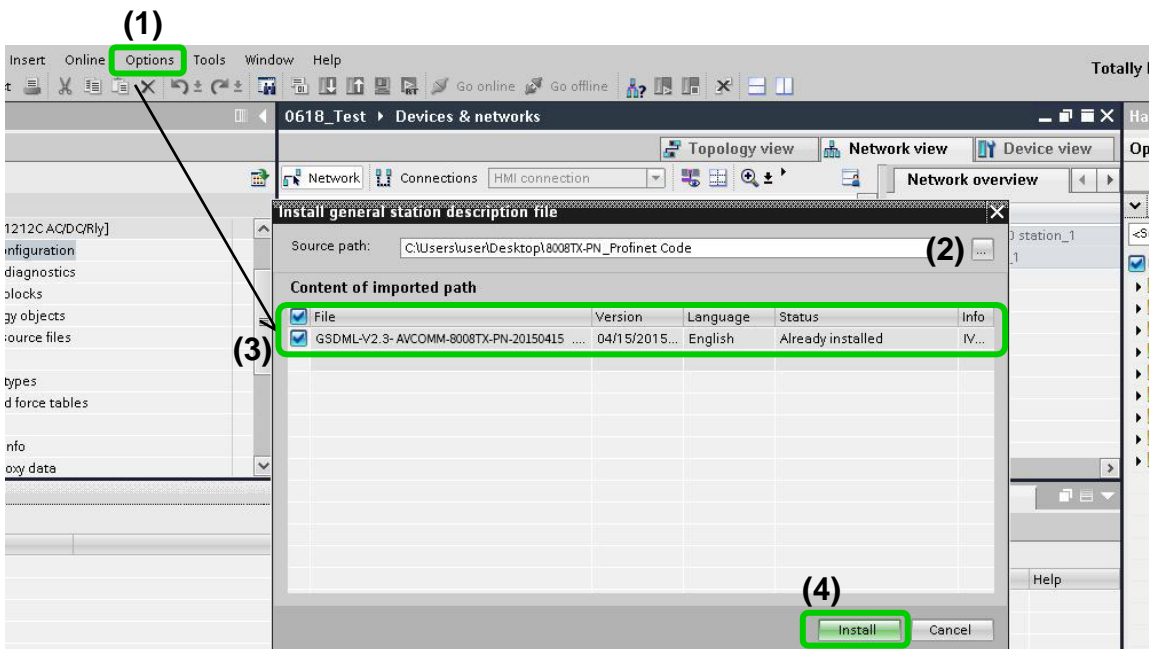 (1)
Insert Online Options Tools Window Help
Go online Go offline
Totally
0618_Test ▸ Devices & networks
Topology view Network view Device view
Network Connections HMI connection
Network overview
Install general station description file
Source path: C:\Users\user\Desktop\8008TX-PN_Profinet Code ...
(2)
Content of imported path
File Version Language Status Info
GSDML-V2.3- AVCOMM-8008TX-PN-20150415 .... 04/15/2015... English Already installed IV...
(3)
1212C AC/DC/Rly]
nfiguration
diagnostics
blocks
gy objects
ource files
types
d force tables
nfo
oxy data
station_1
_1
Help
(4)
Install Cancel